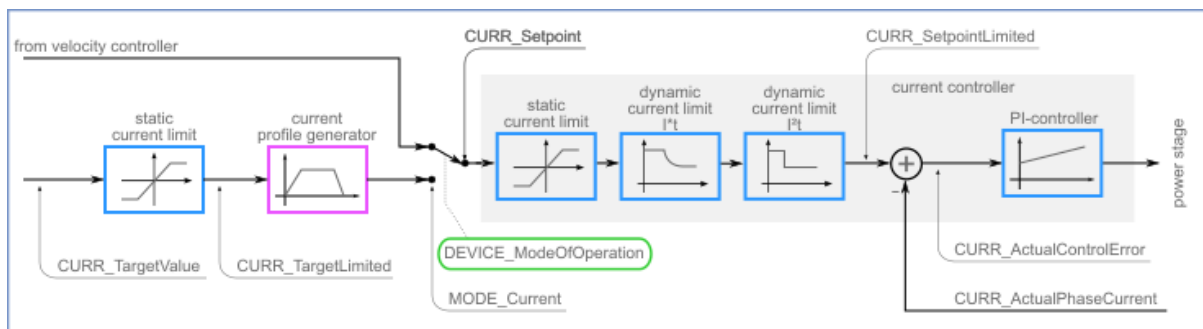 CURR_Setpoint
CURR_SetpointLimited
from velocity controller
current controller
static
current limit
current
profile generator
static
current limit
dynamic
current limit
I*t
dynamic
current limit
I²t
PI-controller
power stage
+
−
DEVICE_ModeOfOperation
CURR_ActualControlError
CURR_TargetValue
CURR_TargetLimited
MODE_Current
CURR_ActualPhaseCurrent